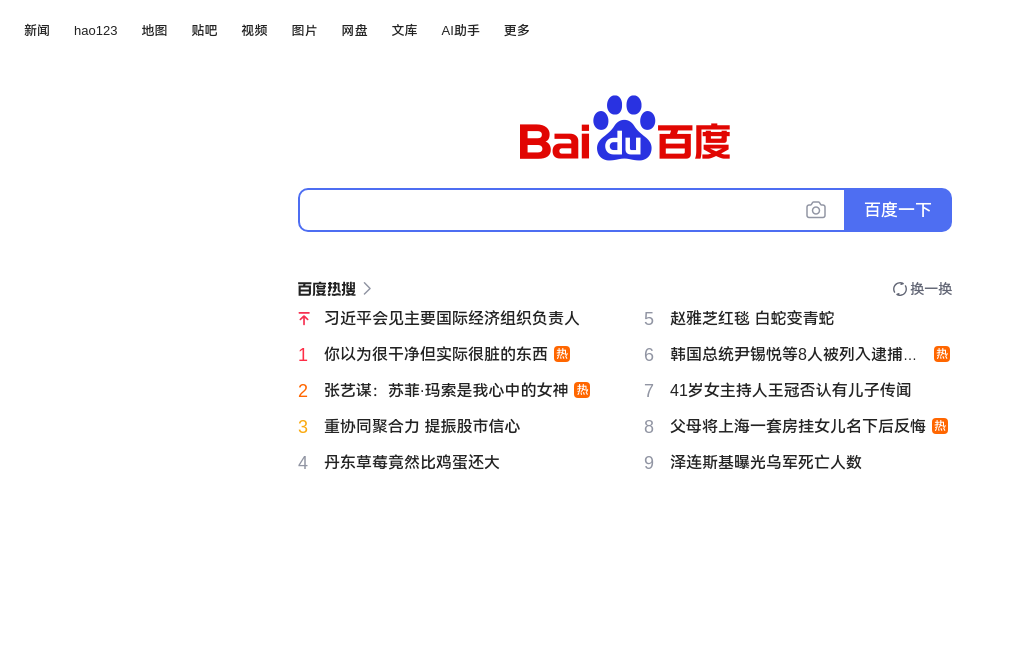 新闻 hao123 地图 贴吧 视频 图片 网盘 文库 AI助手 更多
Bai du 百度
百度一下
百度热搜 换一换
习近平会见主要国际经济组织负责人
1 你以为很干净但实际很脏的东西 热
2 张艺谋：苏菲·玛索是我心中的女神 热
3 重协同聚合力 提振股市信心
4 丹东草莓竟然比鸡蛋还大
5 赵雅芝红毯 白蛇变青蛇
6 韩国总统尹锡悦等8人被列入逮捕... 热
7 41岁女主持人王冠否认有儿子传闻
8 父母将上海一套房挂女儿名下后反悔 热
9 泽连斯基曝光乌军死亡人数